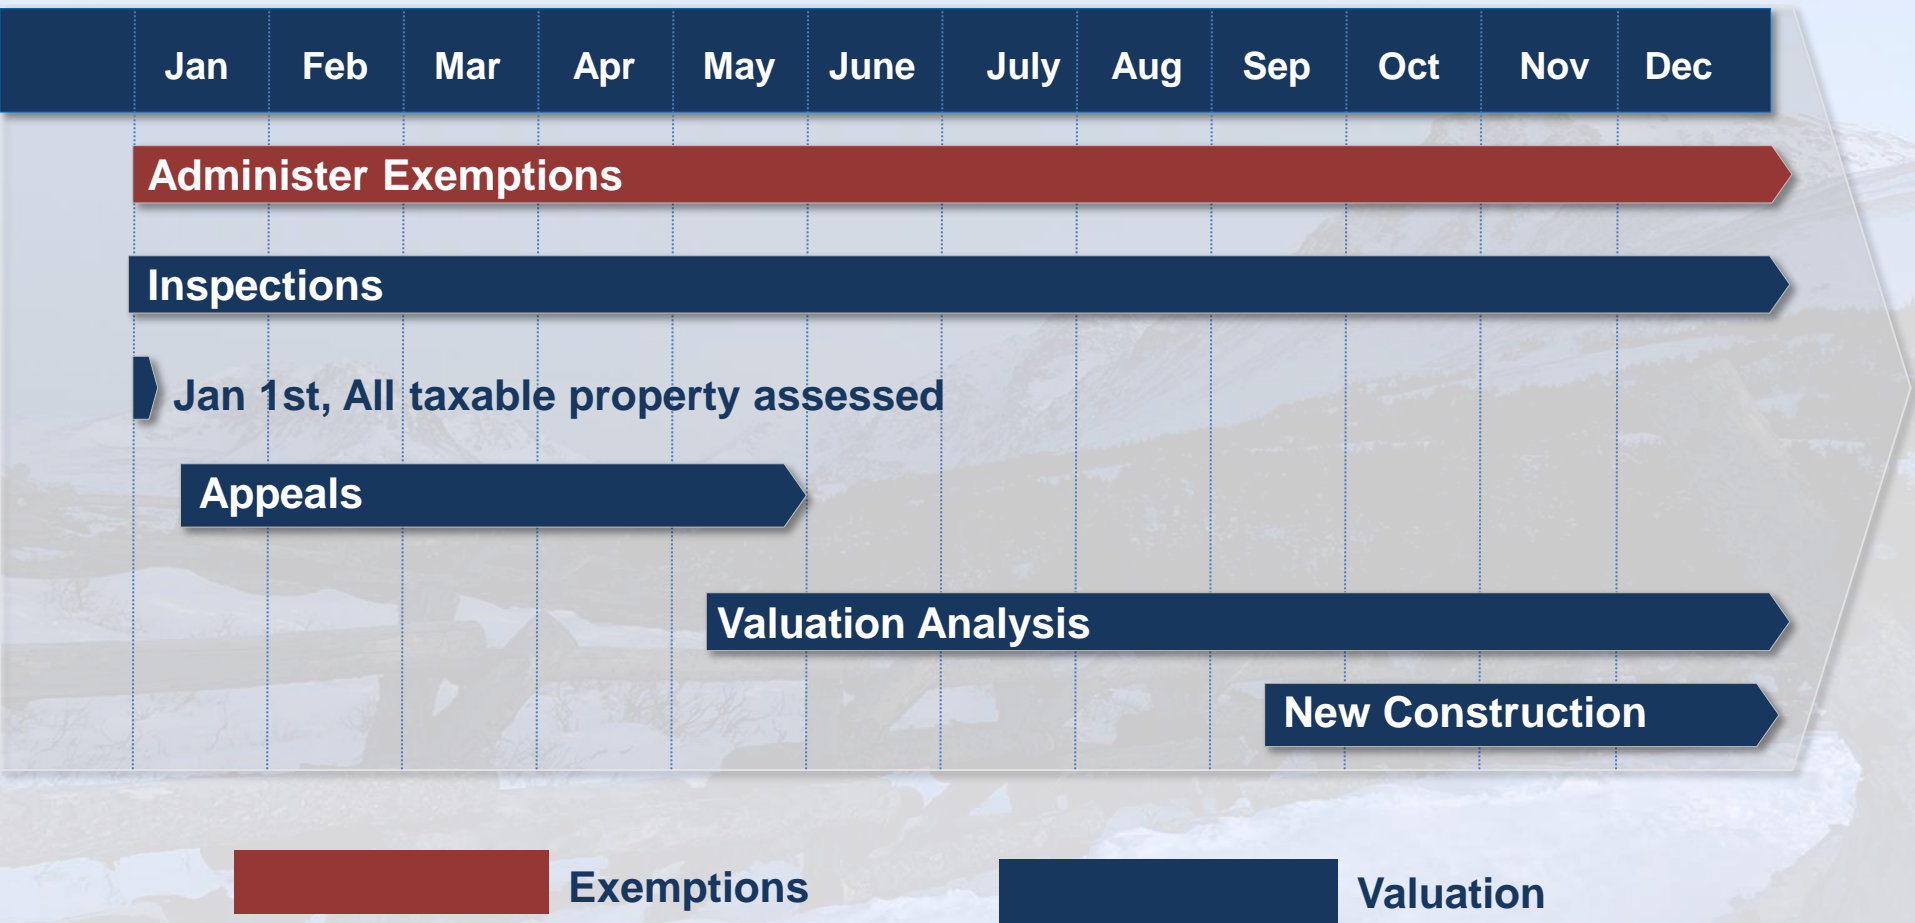 Jan Feb Mar Apr May June July Aug Sep Oct Nov Dec
Administer Exemptions
Inspections
Jan 1st, All taxable property assessed
Appeals
Valuation Analysis
New Construction
Exemptions
Valuation